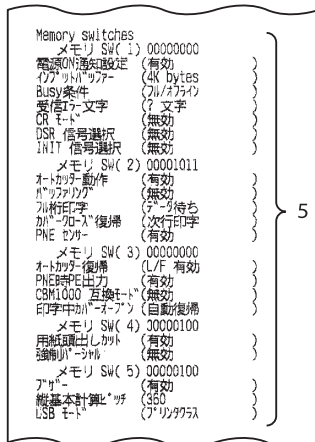 Memory switches
メモリ SW( 1) 00000000
電源ON通知設定 (有効 )
インプットバッファー (4K bytes )
Busy条件 (フル/オフライン )
受信エラー文字 (? 文字 )
CR モード (無効 )
DSR 信号選択 (無効 )
INIT 信号選択 (無効 )
メモリ SW( 2) 00001011
オートカッター動作 (有効 )
バッファリング (無効 )
フル桁印字 (データ待ち )
カバークローズ復帰 (次行印字 )
PNE センサー (有効 )
メモリ SW( 3) 00000000
オートカッター復帰 (L/F 有効 )
PNE時PE出力 (有効 )
CBM1000 互換モード(無効 )
印字中カバーオープン(自動復帰 )
メモリ SW( 4) 00000100
用紙頭出しカット (有効 )
強制パーシャル (無効 )
メモリ SW( 5) 00000100
ブザー (有効 )
縦基本計算ピッチ (360 )
USB モード (プリンタクラス )
5